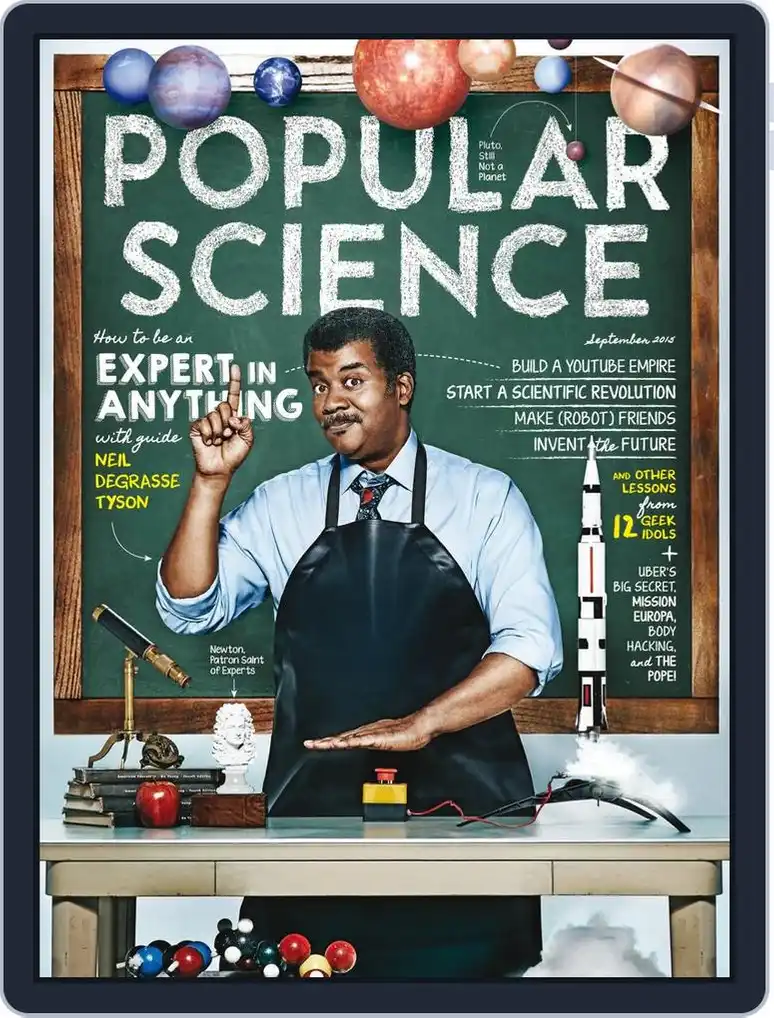 POPULAR
Pluto,
Still
Not a
Planet
SCIENCE
September 2015
How to be an
EXPERT IN
ANYTHING
with guide
NEIL
DEGRASSE
TYSON
BUILD A YOUTUBE EMPIRE
START A SCIENTIFIC REVOLUTION
MAKE (ROBOT) FRIENDS
INVENT the FUTURE
AND OTHER
LESSONS
from
12 GEEK
IDOLS
+
UBER'S
BIG SECRET,
MISSION
EUROPA,
BODY
HACKING,
and THE
POPE!
Newton,
Patron Saint
of Experts